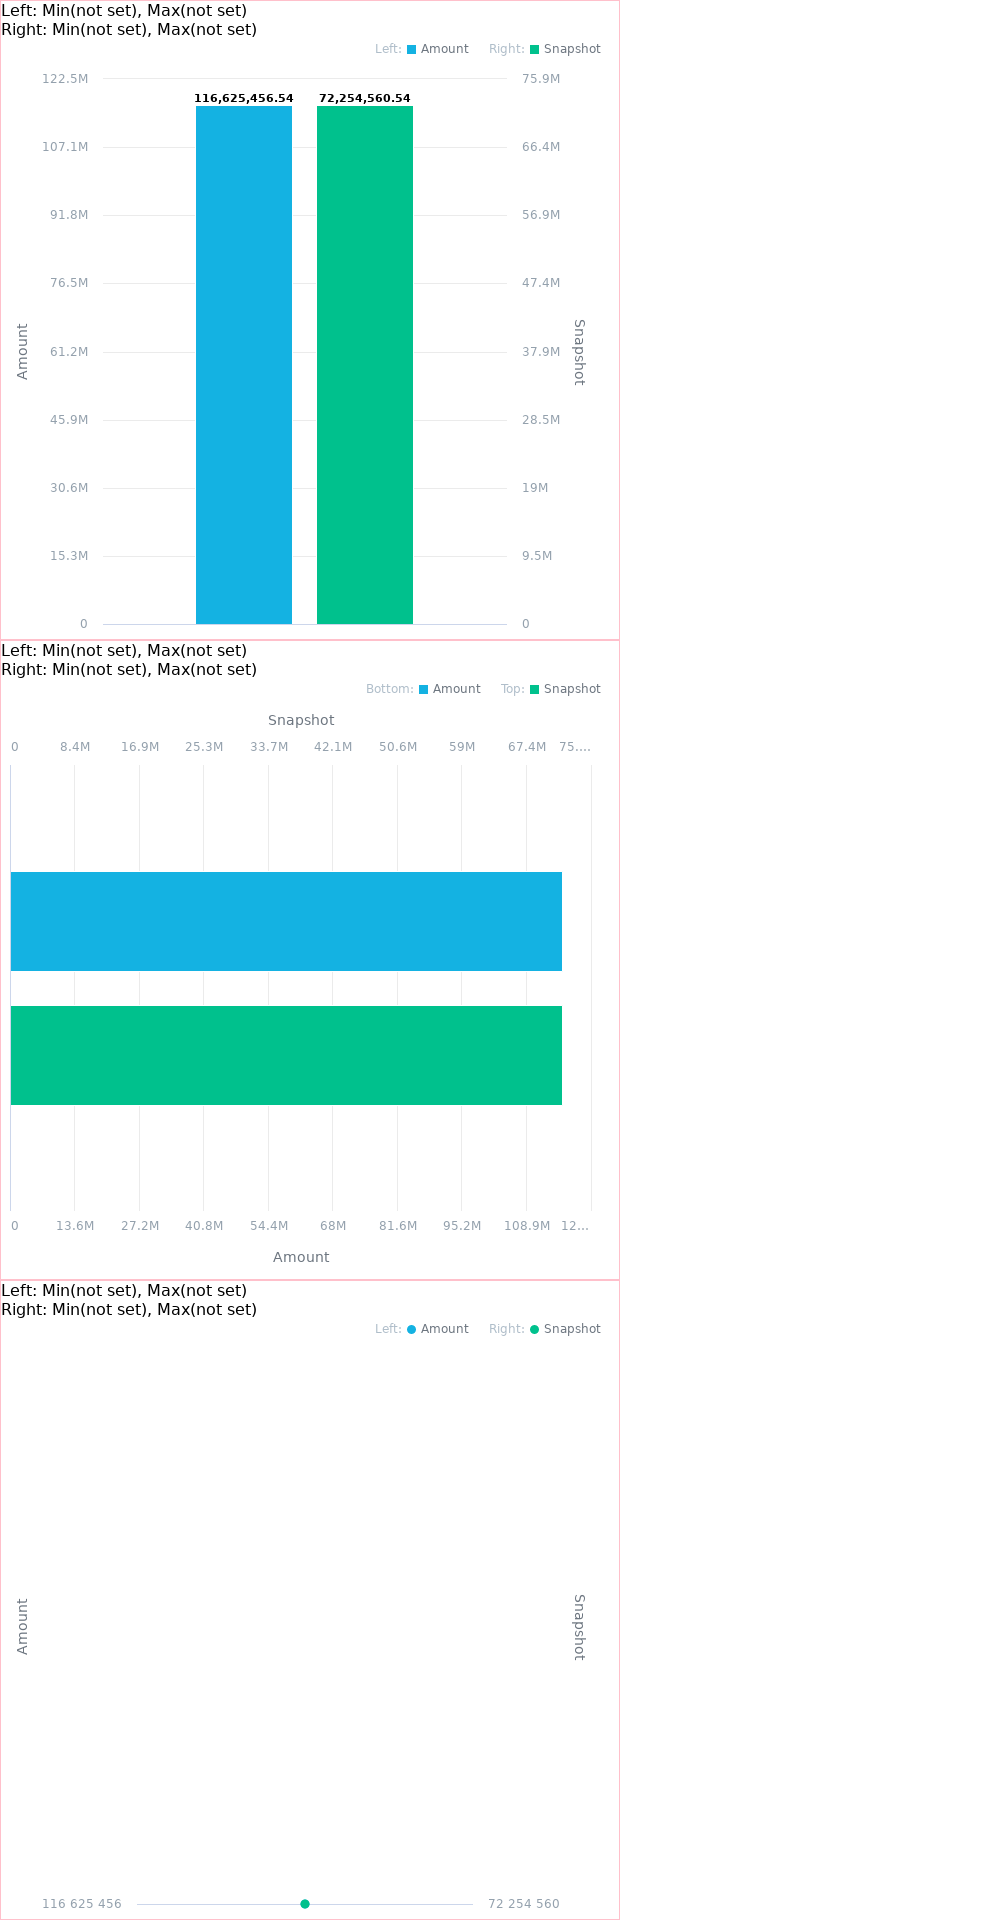 Left: Min(not set), Max(not set)
Right: Min(not set), Max(not set)
Left: Amount Right: Snapshot
122.5M 75.9M
116,625,456.54 72,254,560.54
107.1M 66.4M
91.8M 56.9M
76.5M 47.4M
61.2M 37.9M
Amount
Snapshot
45.9M 28.5M
30.6M 19M
15.3M 9.5M
0 0
Left: Min(not set), Max(not set)
Right: Min(not set), Max(not set)
Bottom: Amount Top: Snapshot
Snapshot
0 8.4M 16.9M 25.3M 33.7M 42.1M 50.6M 59M 67.4M 75....
0 13.6M 27.2M 40.8M 54.4M 68M 81.6M 95.2M 108.9M 12...
Amount
Left: Min(not set), Max(not set)
Right: Min(not set), Max(not set)
Left: Amount Right: Snapshot
Amount
Snapshot
116 625 456 72 254 560